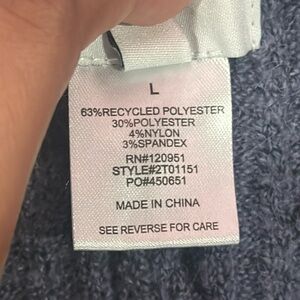 L
63%RECYCLED POLYESTER
30%POLYESTER
4%NYLON
3%SPANDEX
RN#120951
STYLE#2T01151
PO#450651
MADE IN CHINA
SEE REVERSE FOR CARE